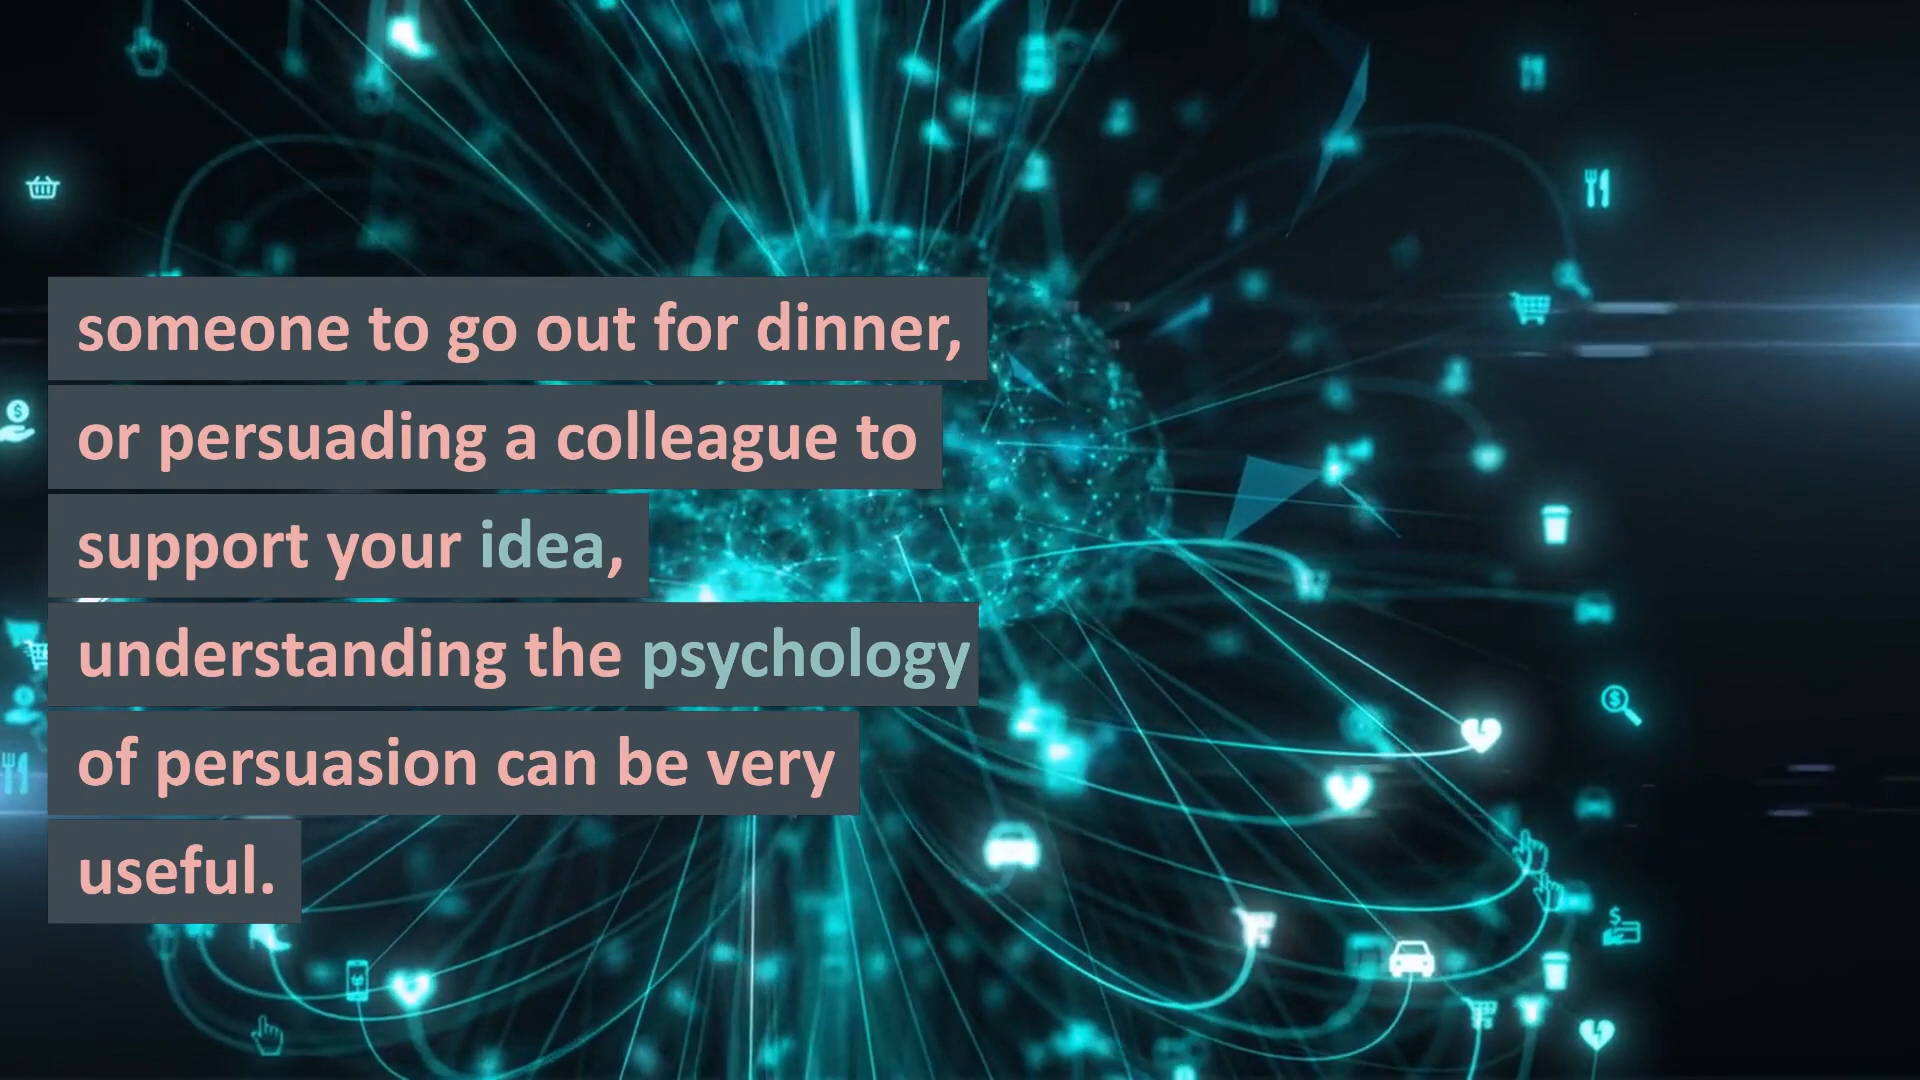 someone to go out for dinner,
or persuading a colleague to
support your idea,
understanding the psychology
of persuasion can be very
useful.